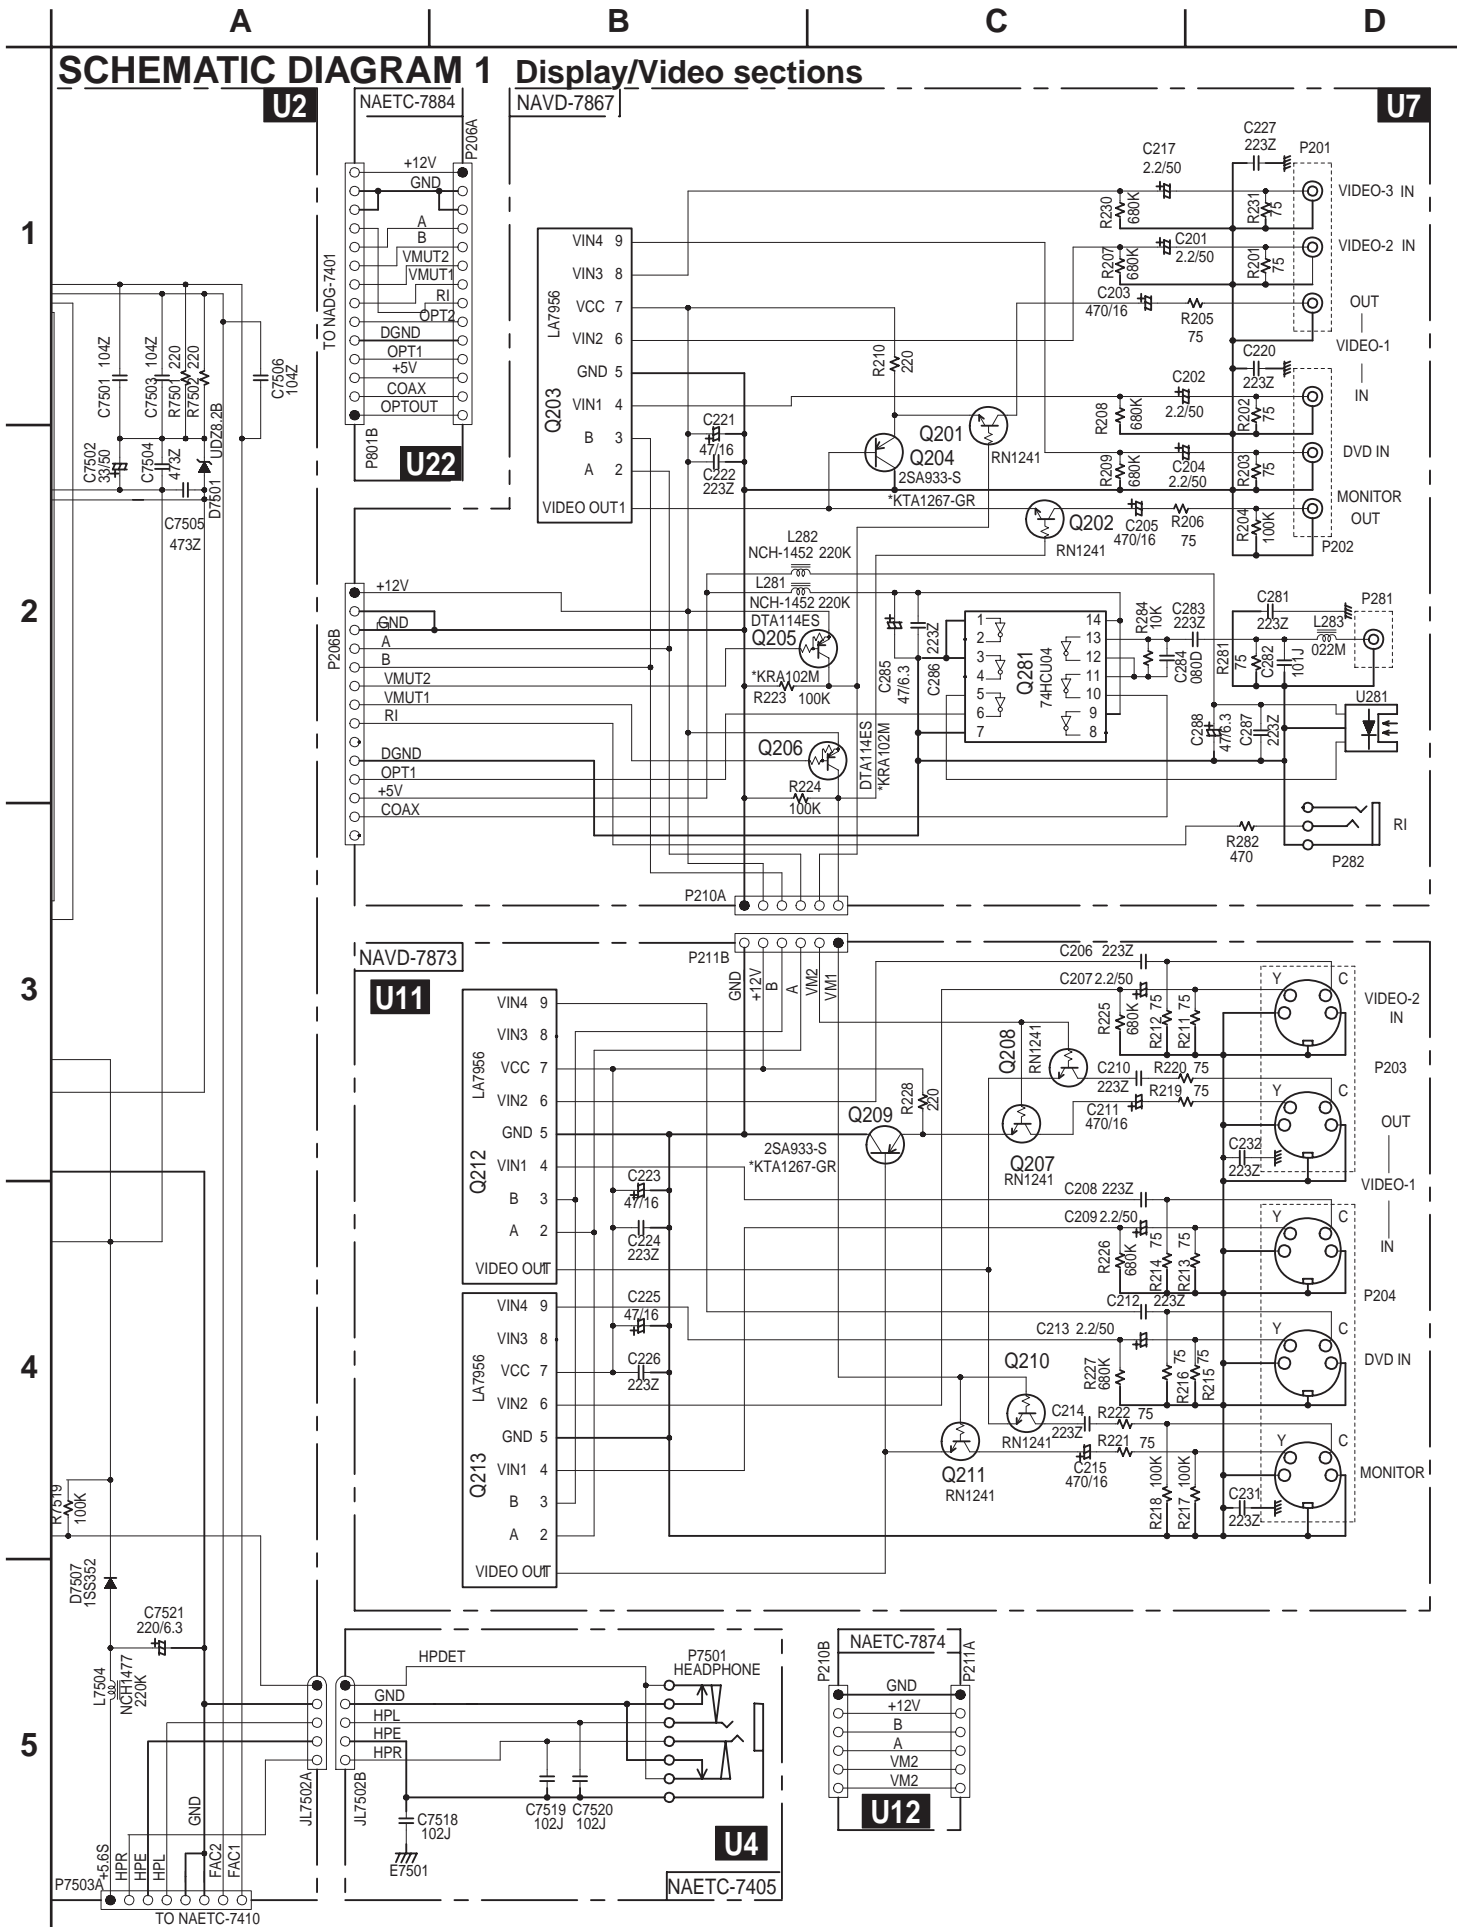 A B C D
SCHEMATIC DIAGRAM 1 Display/Video sections
1
2
3
4
4
5
U2
NAETC-7884
P206A
NAVD-7867
U7
+12V
GND
A
B
VMUT2
VMUT1
RI
OPT2
DGND
OPT1
+5V
COAX
OPTOUT
TO NADG-7401
P801B
U22
C7501 104Z
C7503 104Z
R7501 220
R7502 220
C7506
104Z
C7502
33/50
C7504
473Z
UDZ8.2B
D7501
C7505
473Z
VIN4 9
VIN3 8
VCC 7
VIN2 6
GND 5
VIN1 4
B 3
A 2
VIDEO OUT1
LA7956
Q203
C221
47/16
C222
223Z
R210
220
Q201
RN1241
Q204
2SA933-S
*KTA1267-GR
Q202
RN1241
C217
2.2/50
R230
680K
R207
680K
C201
2.2/50
C203
470/16
R205
75
R208
680K
C202
2.2/50
R209
680K
C204
2.2/50
C205
470/16
R206
75
C227
223Z
P201
R231
75
R201
75
C220
223Z
R202
75
R203
75
R204
100K
P202
VIDEO-3 IN
VIDEO-2 IN
OUT
VIDEO-1
IN
DVD IN
MONITOR
OUT
L282
NCH-1452 220K
L281
NCH-1452 220K
DTA114ES
Q205
*KRA102M
R223 100K
Q206
R224
100K
DTA114ES
*KRA102M
P206B
+12V
GND
A
B
VMUT2
VMUT1
RI
DGND
OPT1
+5V
COAX
C285
47/6.3
C286
223Z
1
2
3
4
5
6
7
14
13
12
11
10
9
8
Q281
74HCU04
R284
10K
C283
223Z
C284
080D
R281
75
C282
101J
C281
223Z
L283
022M
P281
U281
C288
47/6.3
C287
223Z
R282
470
RI
P282
P210A
NAVD-7873
U11
P211B
GND
+12V
B
A
VM2
VM1
VIN4 9
VIN3 8
VCC 7
VIN2 6
GND 5
VIN1 4
B 3
A 2
VIDEO OUT
LA7956
Q212
VIN4 9
VIN3 8
VCC 7
VIN2 6
GND 5
VIN1 4
B 3
A 2
VIDEO OUT
LA7956
Q213
C223
47/16
C224
223Z
C225
47/16
C226
223Z
2SA933-S
*KTA1267-GR
Q209
R228
220
Q208
RN1241
Q207
RN1241
C206 223Z
C207 2.2/50
R225
680K
R212 75
R211 75
C210
223Z
R220 75
R219 75
C211
470/16
C208 223Z
C209 2.2/50
R226
680K
R214 75
R213 75
C212 223Z
C213 2.2/50
R227
680K
R216 75
R215 75
Q210
RN1241
Q211
RN1241
C214
223Z
R222 75
R221 75
C215
470/16
R218 100K
R217 100K
C232
223Z
C231
223Z
Y C
Y C
Y C
Y C
Y C
VIDEO-2
IN
P203
OUT
VIDEO-1
IN
P204
DVD IN
MONITOR
R7519
100K
D7507
1SS352
C7521
220/6.3
L7504
NCH1477
220K
+5.6S
HPR
HPE
HPL
GND
FAC2
FAC1
P7503A
TO NAETC-7410
JL7502A
JL7502B
HPDET
GND
HPL
HPE
HPR
P7501
HEADPHONE
C7518
102J
E7501
C7519
102J
C7520
102J
U4
NAETC-7405
P210B
NAETC-7874
P211A
GND
+12V
B
A
VM2
VM2
U12